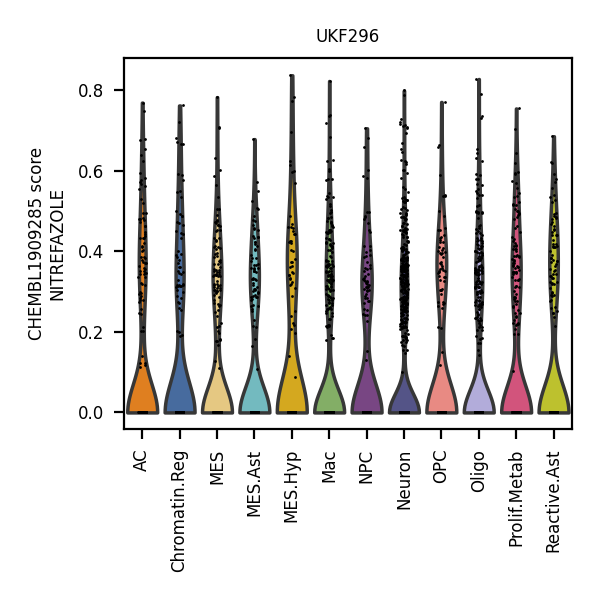 UKF296
CHEMBL1909285 score
NITREFAZOLE
0.8
0.6
0.4
0.2
0.0
AC
Chromatin.Reg
MES
MES.Ast
MES.Hyp
Mac
NPC
Neuron
OPC
Oligo
Prolif.Metab
Reactive.Ast